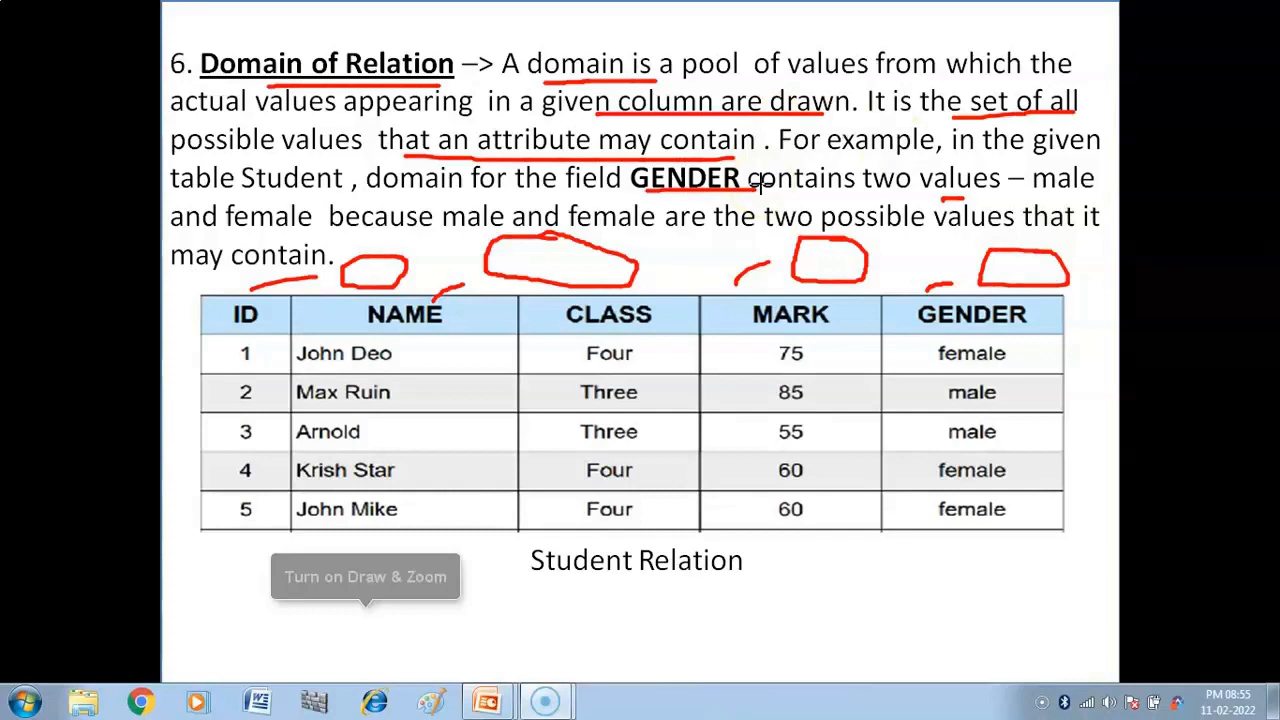 6. Domain of Relation –> A domain is a pool of values from which the
actual values appearing in a given column are drawn. It is the set of all
possible values that an attribute may contain . For example, in the given
table Student , domain for the field GENDER contains two values – male
and female because male and female are the two possible values that it
may contain.
ID NAME CLASS MARK GENDER
1 John Deo Four 75 female
2 Max Ruin Three 85 male
3 Arnold Three 55 male
4 Krish Star Four 60 female
5 John Mike Four 60 female
Student Relation
Turn on Draw & Zoom
PM 08:55
11-02-2022